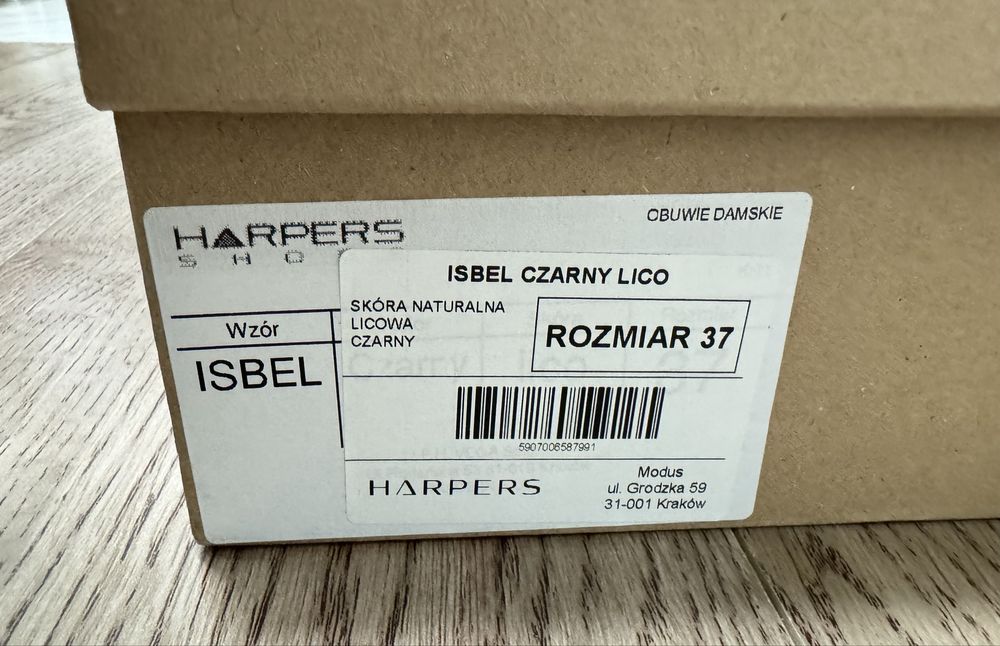 HARPERS
OBUWIE DAMSKIE
Wzór
ISBEL
ISBEL CZARNY LICO
SKÓRA NATURALNA
LICOWA
CZARNY
ROZMIAR 37
5907006587991
HARPERS
Modus
ul. Grodzka 59
31-001 Kraków